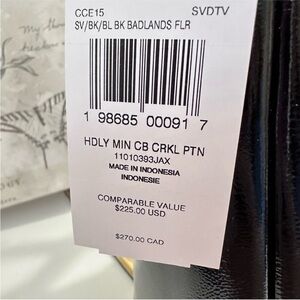 CCE15 SVDTV
SV/BK/BL BK BADLANDS FLR
1 98685 00091 7
HDLY MIN CB CRKL PTN
11010393JAX
MADE IN INDONESIA
INDONESIE
COMPARABLE VALUE
$225.00 USD
$270.00 CAD